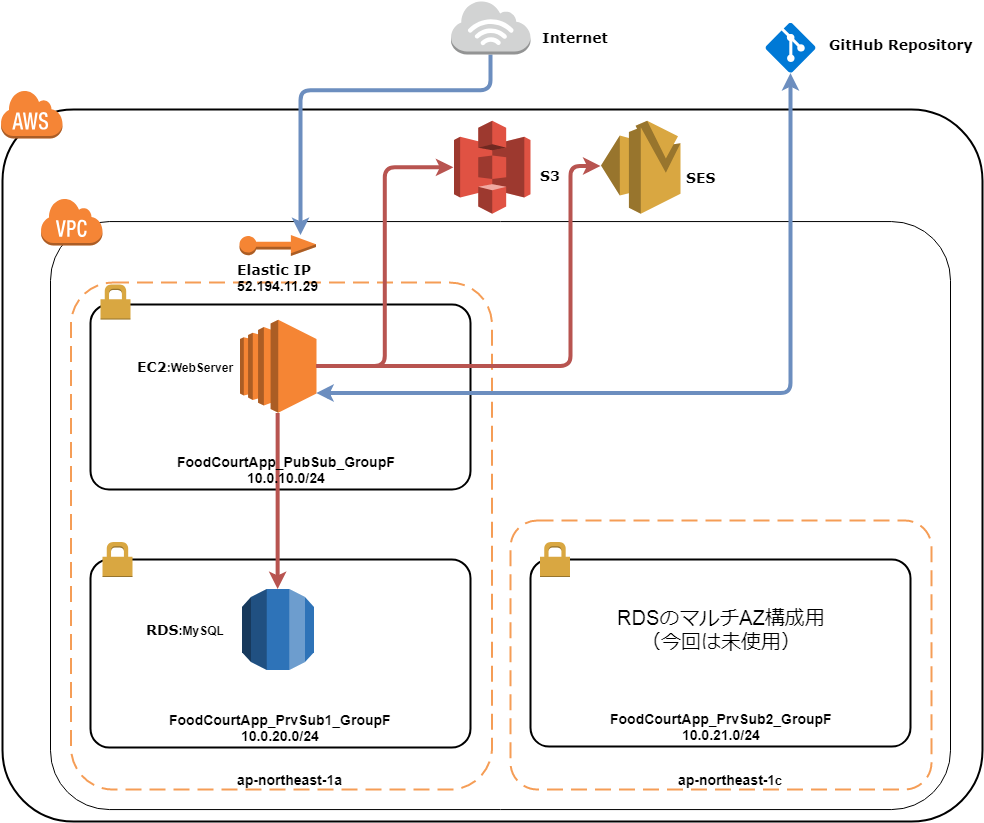 Internet
GitHub Repository
AWS
S3
SES
VPC
Elastic IP
52.194.11.29
EC2:WebServer
FoodCourtApp_PubSub_GroupF
10.0.10.0/24
RDS:MySQL
FoodCourtApp_PrvSub1_GroupF
10.0.20.0/24
ap-northeast-1a
RDSのマルチAZ構成用
（今回は未使用）
FoodCourtApp_PrvSub2_GroupF
10.0.21.0/24
ap-northeast-1c